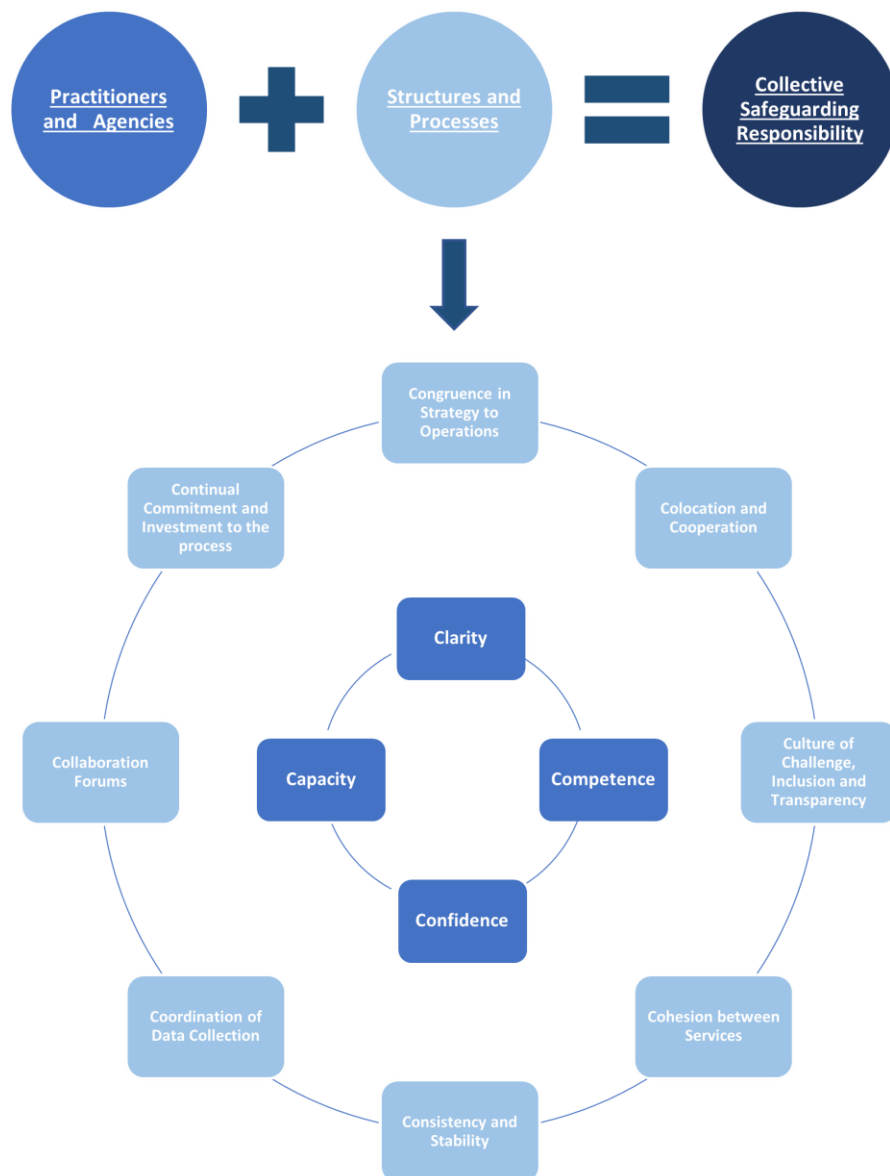 Practitioners
and Agencies
Structures and
Processes
Collective
Safeguarding
Responsibility
Congruence in
Strategy to
Operations
Continual
Commitment and
Investment to the
process
Colocation and
Cooperation
Clarity
Collaboration
Forums
Capacity
Competence
Culture of
Challenge,
Inclusion and
Transparency
Confidence
Coordination of
Data Collection
Cohesion between
Services
Consistency and
Stability